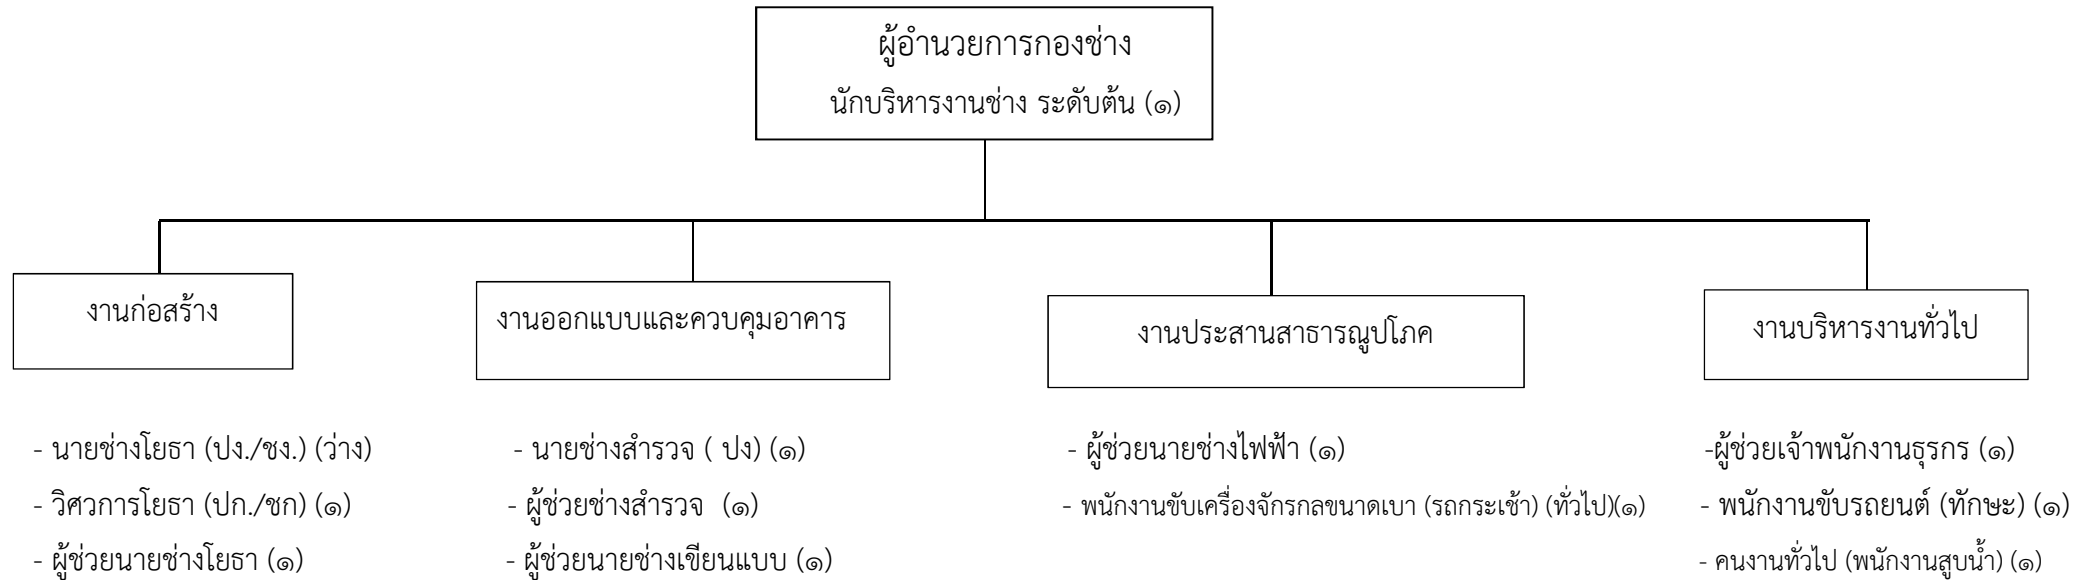 ผู้อำนวยการกองช่าง
นักบริหารงานช่าง ระดับต้น (๑)
งานก่อสร้าง
- นายช่างโยธา (ปง./ชง.) (ว่าง)
- วิศวการโยธา (ปก./ชก) (๑)
- ผู้ช่วยนายช่างโยธา (๑)
งานออกแบบและควบคุมอาคาร
- นายช่างสำรวจ ( ปง) (๑)
- ผู้ช่วยช่างสำรวจ (๑)
- ผู้ช่วยนายช่างเขียนแบบ (๑)
งานประสานสาธารณูปโภค
- ผู้ช่วยนายช่างไฟฟ้า (๑)
- พนักงานขับเครื่องจักรกลขนาดเบา (รถกระเช้า) (ทั่วไป)(๑)
งานบริหารงานทั่วไป
-ผู้ช่วยเจ้าพนักงานธุรกร (๑)
- พนักงานขับรถยนต์ (ทักษะ) (๑)
- คนงานทั่วไป (พนักงานสูบน้ำ) (๑)